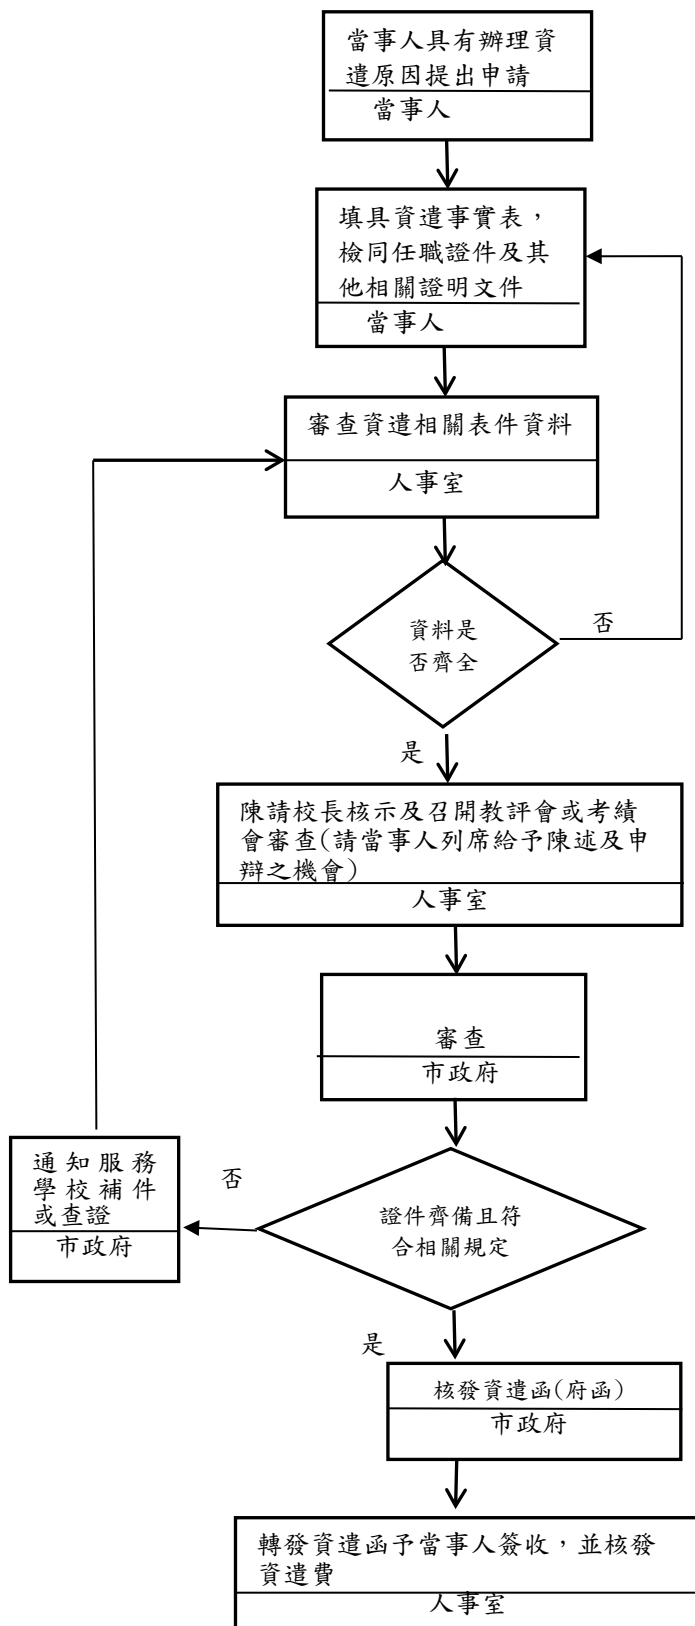 當事人具有辦理資
遣原因提出申請
當事人
填具資遣事實表，
檢同任職證件及其
他相關證明文件
當事人
審查資遣相關表件資料
人事室
資料是
否齊全
否
是
陳請校長核示及召開教評會或考績
會審查(請當事人列席給予陳述及申
辯之機會)
人事室
審查
市政府
通知服務
學校補件
或查證
市政府
否
證件齊備且符
合相關規定
是
核發資遣函(府函)
市政府
轉發資遣函予當事人簽收，並核發
資遣費
人事室